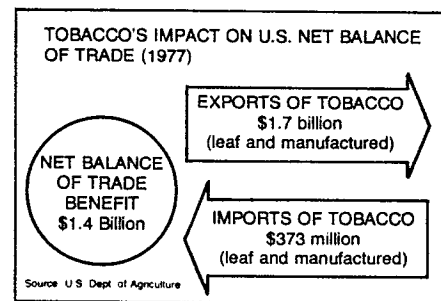 TOBACCO'S IMPACT ON U.S. NET BALANCE
OF TRADE (1977)
EXPORTS OF TOBACCO
$1.7 billion
(leaf and manufactured)
NET BALANCE
OF TRADE
BENEFIT
$1.4 Billion
IMPORTS OF TOBACCO
$373 million
(leaf and manufactured)
Source U S Dept of Agriculture